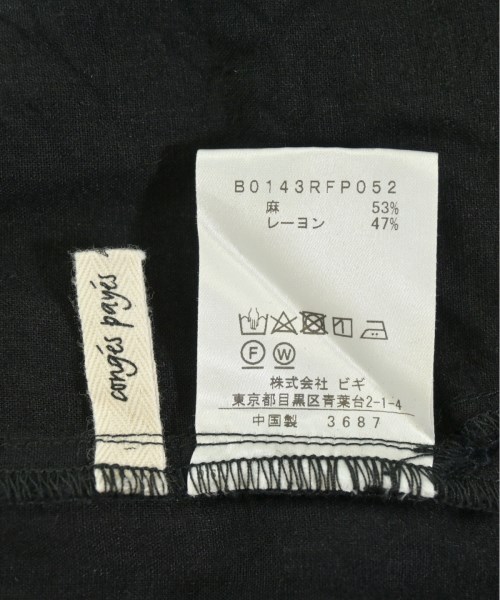 congés payés
B0143RFP052
麻 53%
レーヨン 47%
F W
株式会社 ビギ
東京都目黒区青葉台2-1-4
中国製 3687